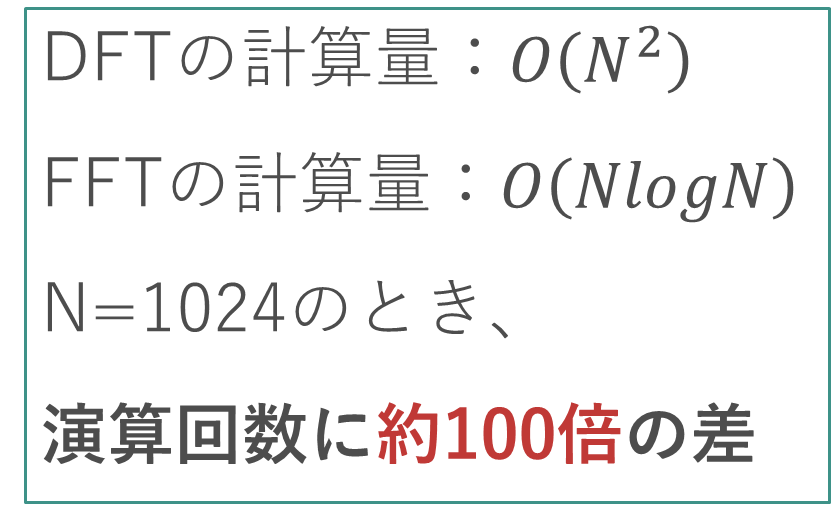 DFTの計算量：O(N²)
FFTの計算量：O(NlogN)
N=1024のとき、
演算回数に約100倍の差